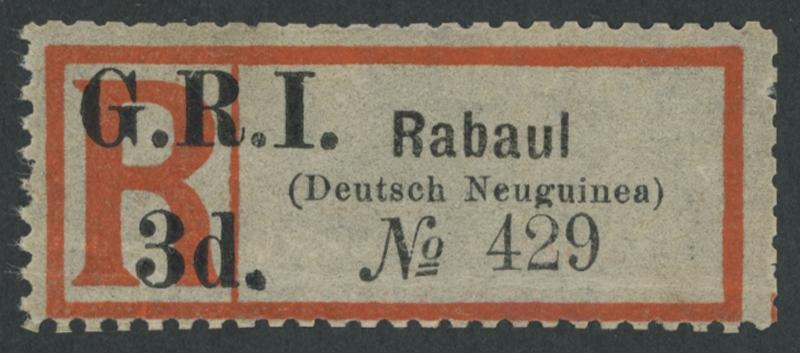 R
G.R.I.
3d.
Rabaul
(Deutsch Neuguinea)
№ 429